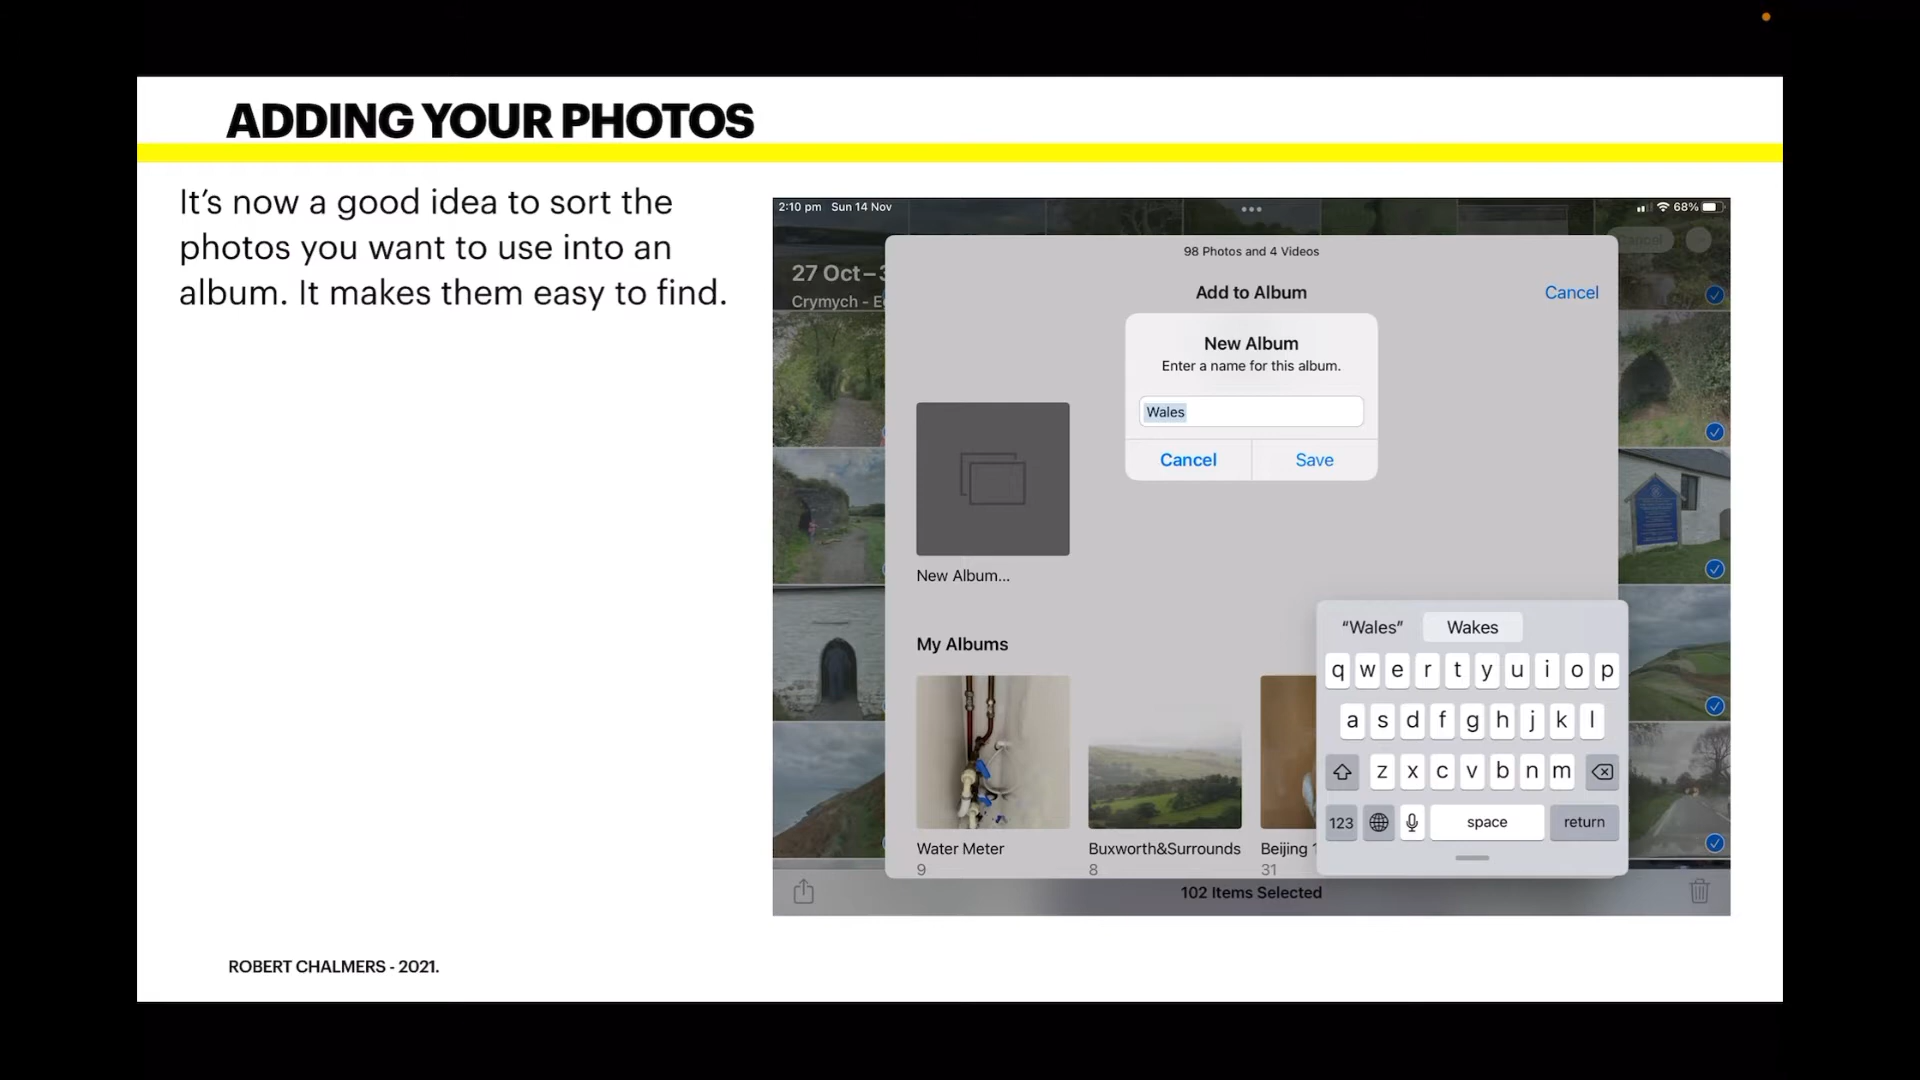 ADDING YOUR PHOTOS
It’s now a good idea to sort the
photos you want to use into an
album. It makes them easy to find.
2:10 pm Sun 14 Nov
68%
98 Photos and 4 Videos
27 Oct – 3
Crymych - E
Add to Album
Cancel
Cancel
New Album
Enter a name for this album.
Wales
Cancel
Save
New Album...
My Albums
Water Meter
9
Buxworth&Surrounds
8
Beijing
31
“Wales” Wakes
q w e r t y u i o p
a s d f g h j k l
z x c v b n m
123 space return
102 Items Selected
ROBERT CHALMERS - 2021.